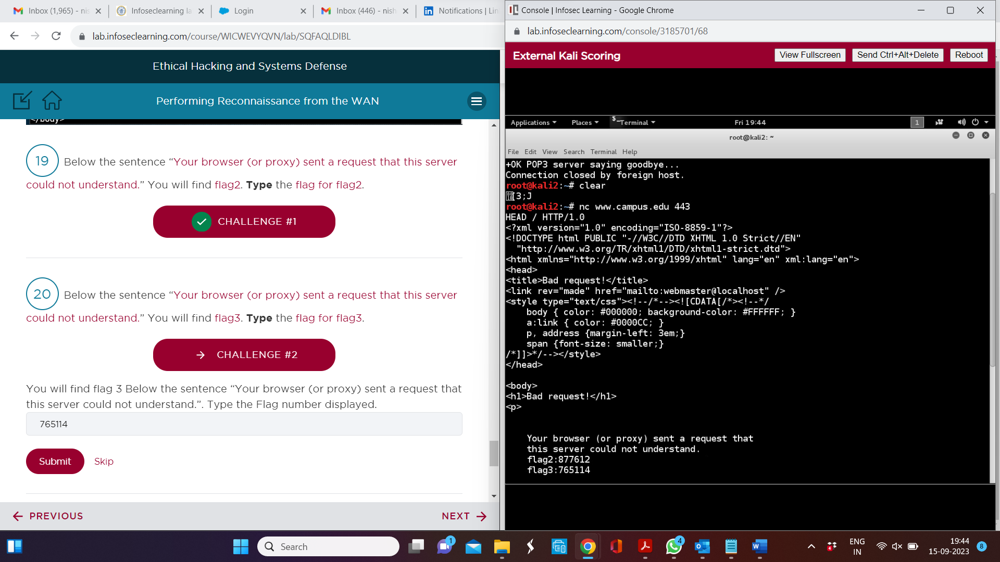 Inbox (1,965) - nis
Infoseclearning la
Login
Inbox (446) - nish
Notifications | Lin
lab.infoseclearning.com/course/WICWEVYQVN/lab/SQFAQLDIBL
Ethical Hacking and Systems Defense
Performing Reconnaissance from the WAN
</body>
19 Below the sentence “Your browser (or proxy) sent a request that this server
could not understand.” You will find flag2. Type the flag for flag2.
CHALLENGE #1
20 Below the sentence “Your browser (or proxy) sent a request that this server
could not understand.” You will find flag3. Type the flag for flag3.
CHALLENGE #2
You will find flag 3 Below the sentence “Your browser (or proxy) sent a request that
this server could not understand.”. Type the Flag number displayed.
765114
Submit Skip
PREVIOUS NEXT
Console | Infosec Learning - Google Chrome
lab.infoseclearning.com/console/3185701/68
External Kali Scoring
View Fullscreen Send Ctrl+Alt+Delete Reboot
Applications Places Terminal Fri 19:44 1
root@kali2: ~
File Edit View Search Terminal Help
+OK POP3 server saying goodbye...
Connection closed by foreign host.
root@kali2:~# clear
[3;J
root@kali2:~# nc www.campus.edu 443
HEAD / HTTP/1.0
<?xml version="1.0" encoding="ISO-8859-1"?>
<!DOCTYPE html PUBLIC "-//W3C//DTD XHTML 1.0 Strict//EN"
"http://www.w3.org/TR/xhtml1/DTD/xhtml1-strict.dtd">
<html xmlns="http://www.w3.org/1999/xhtml" lang="en" xml:lang="en">
<head>
<title>Bad request!</title>
<link rev="made" href="mailto:webmaster@localhost" />
<style type="text/css"><!--/*--><![CDATA[/*><!--*/
body { color: #000000; background-color: #FFFFFF; }
a:link { color: #0000CC; }
p, address {margin-left: 3em;}
span {font-size: smaller;}
/*]]>*/--></style>
</head>
<body>
<h1>Bad request!</h1>
<p>
Your browser (or proxy) sent a request that
this server could not understand.
flag2:877612
flag3:765114
Search
1
4
4
ENG
IN
19:44
15-09-2023
8